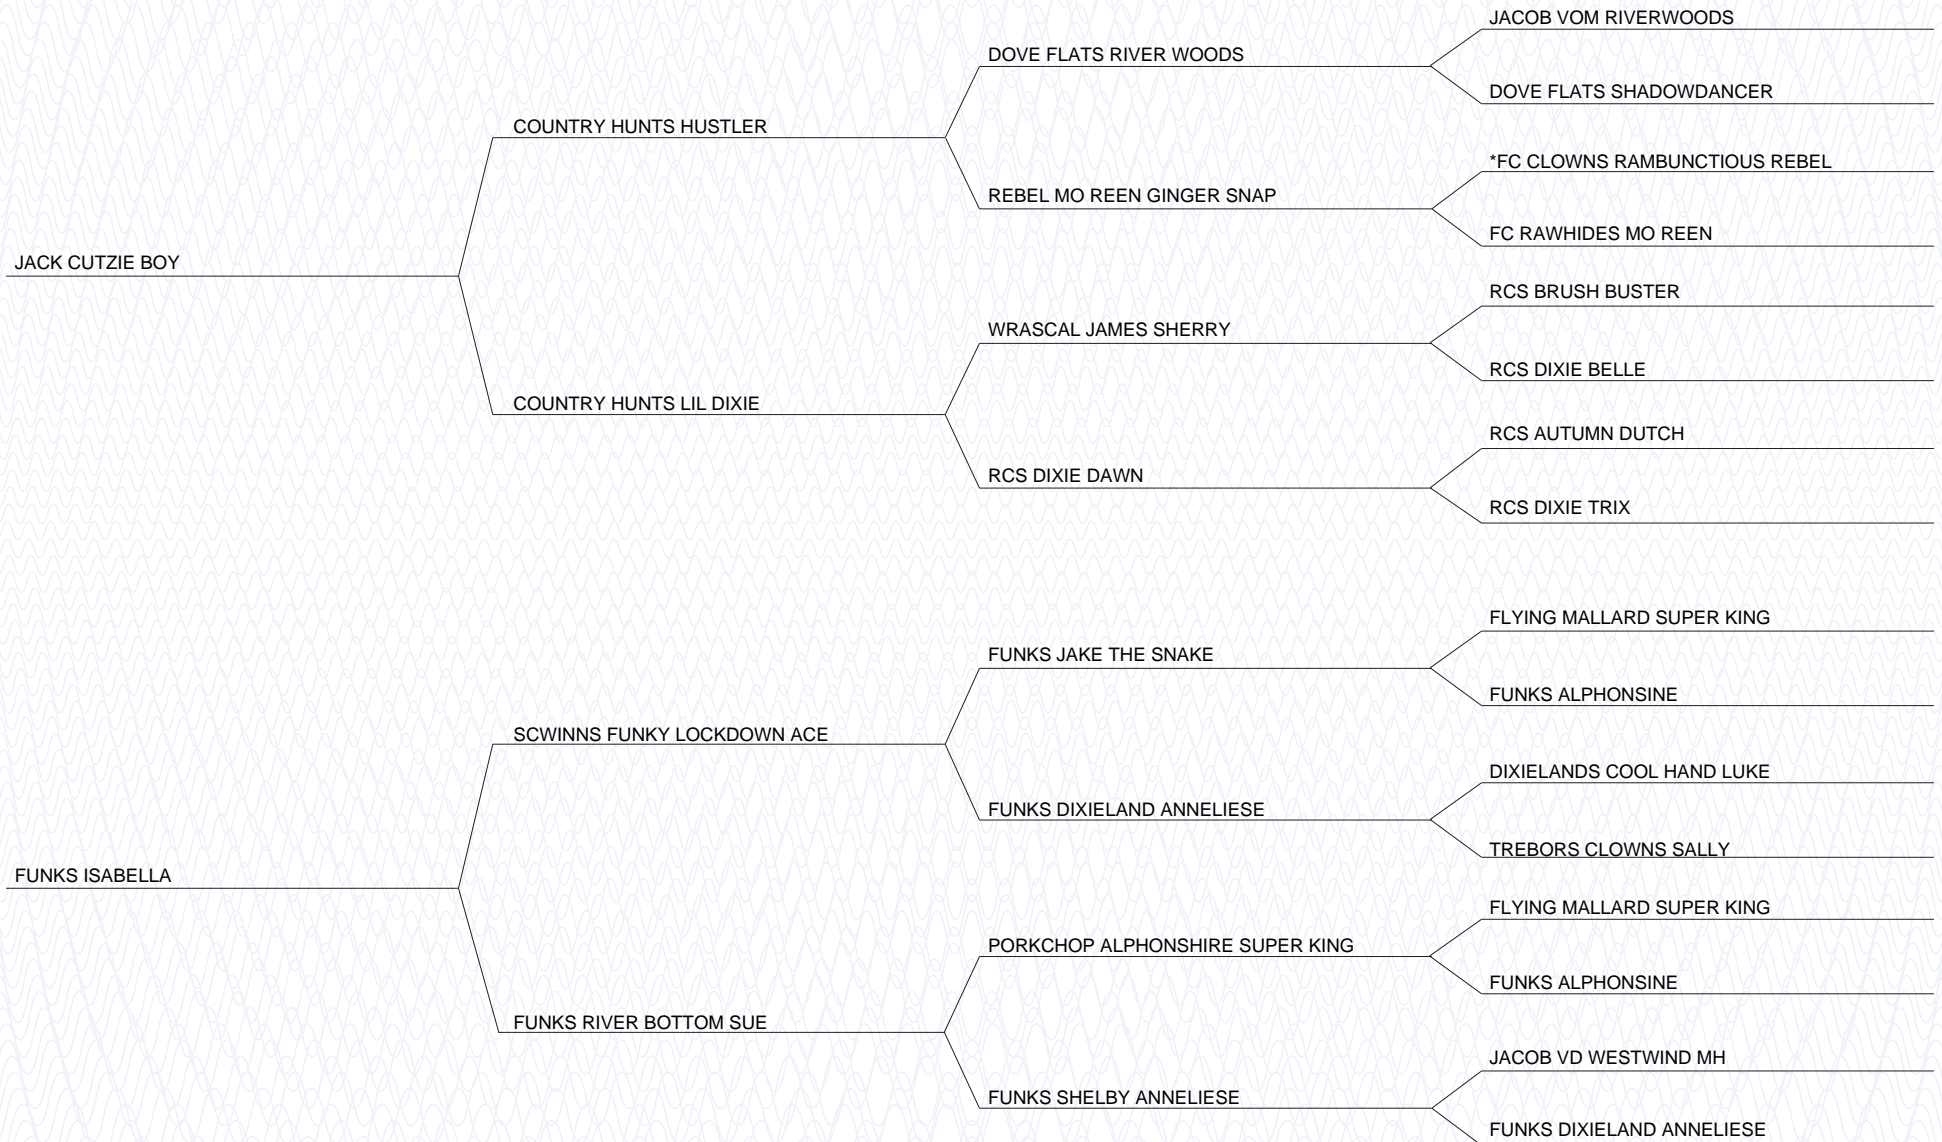 JACOB VOM RIVERWOODS
DOVE FLATS RIVER WOODS
DOVE FLATS SHADOWDANCER
COUNTRY HUNTS HUSTLER
*FC CLOWNS RAMBUNCTIOUS REBEL
REBEL MO REEN GINGER SNAP
FC RAWHIDES MO REEN
JACK CUTZIE BOY
RCS BRUSH BUSTER
WRASCAL JAMES SHERRY
RCS DIXIE BELLE
COUNTRY HUNTS LIL DIXIE
RCS AUTUMN DUTCH
RCS DIXIE DAWN
RCS DIXIE TRIX
FLYING MALLARD SUPER KING
FUNKS JAKE THE SNAKE
FUNKS ALPHONSINE
SCWINNS FUNKY LOCKDOWN ACE
DIXIELANDS COOL HAND LUKE
FUNKS DIXIELAND ANNELIESE
TREBORS CLOWNS SALLY
FUNKS ISABELLA
FLYING MALLARD SUPER KING
PORKCHOP ALPHONSHIRE SUPER KING
FUNKS ALPHONSINE
FUNKS RIVER BOTTOM SUE
JACOB VD WESTWIND MH
FUNKS SHELBY ANNELIESE
FUNKS DIXIELAND ANNELIESE